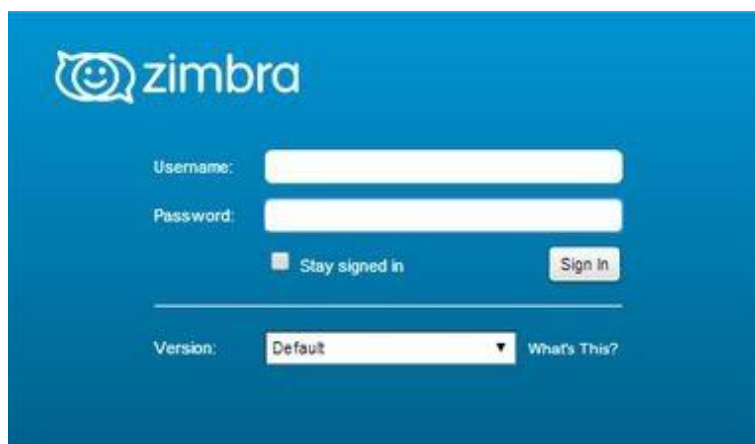 zimbra
Username:
Password:
Stay signed in Sign In
Version: Default What's This?